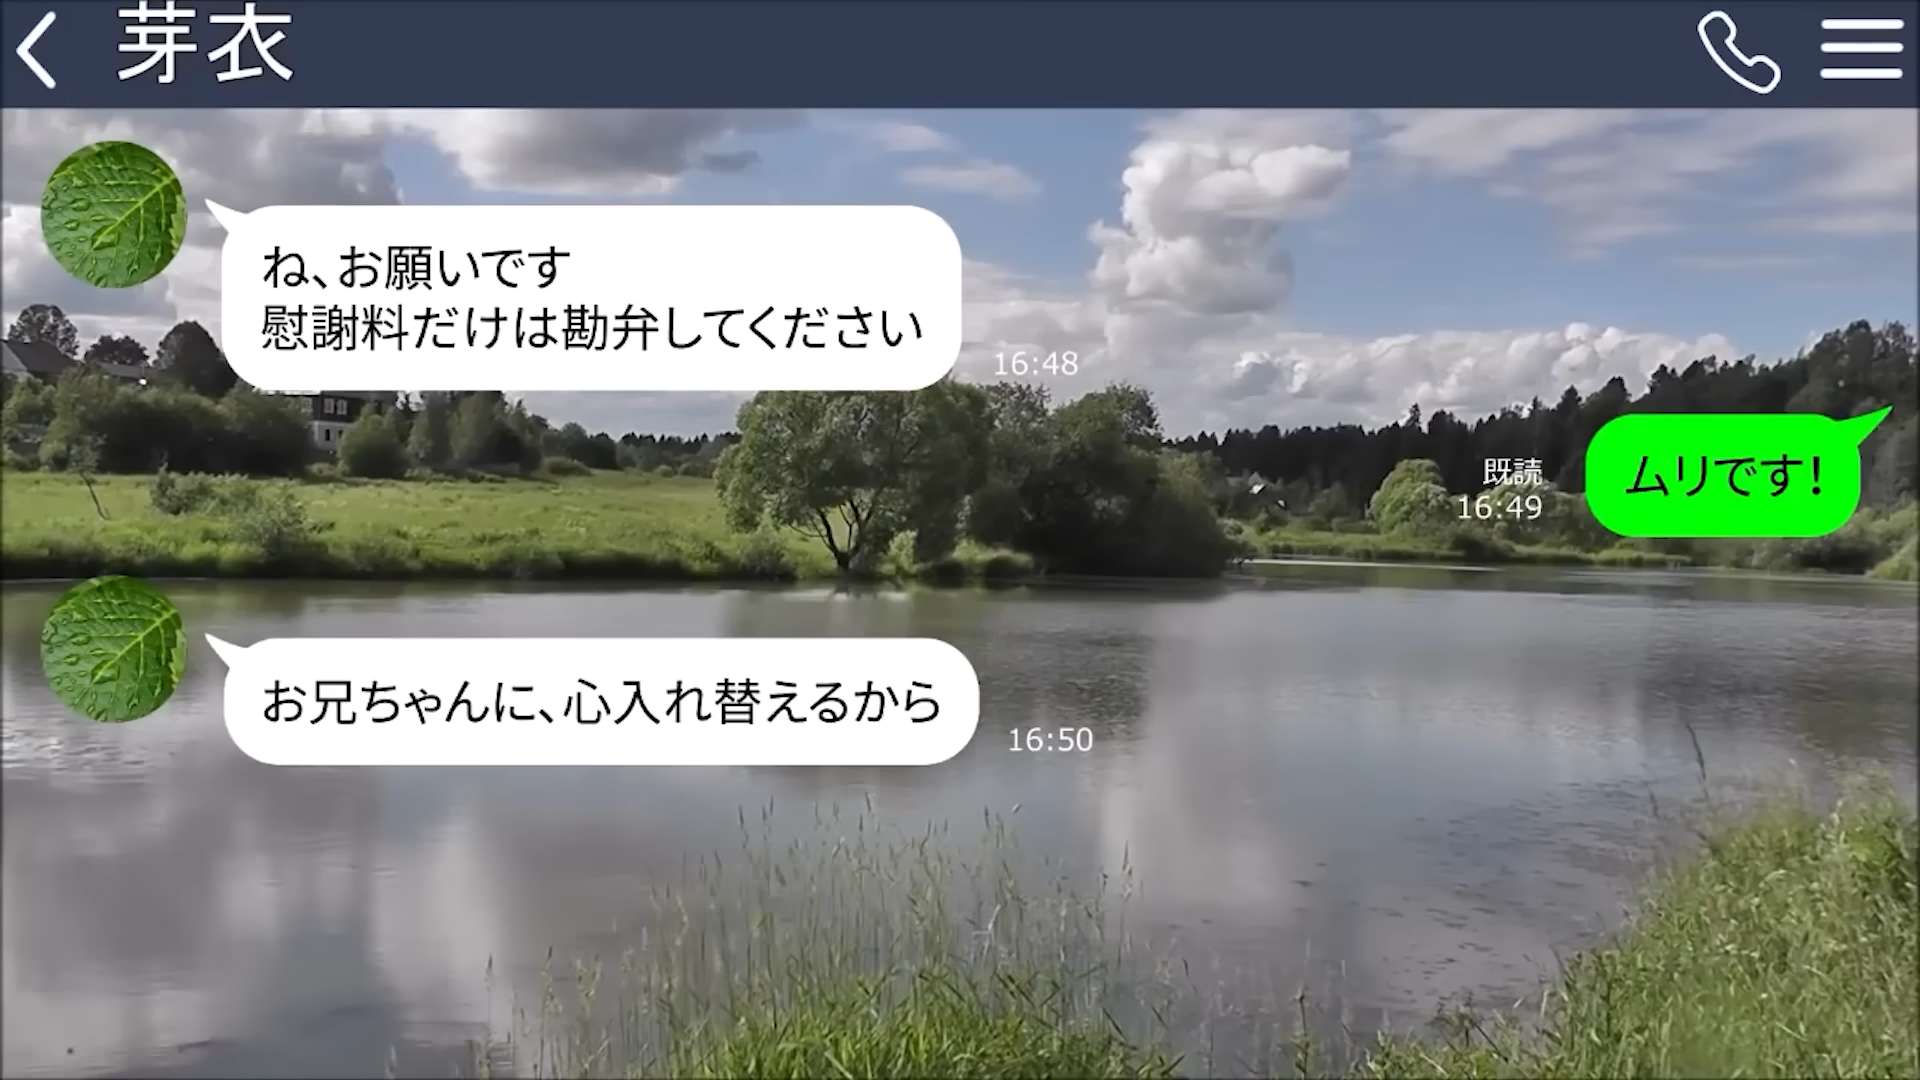 芽衣
ね、お願いです
慰謝料だけは勘弁してください
16:48
既読
16:49
ムリです!
お兄ちゃんに、心入れ替えるから
16:50